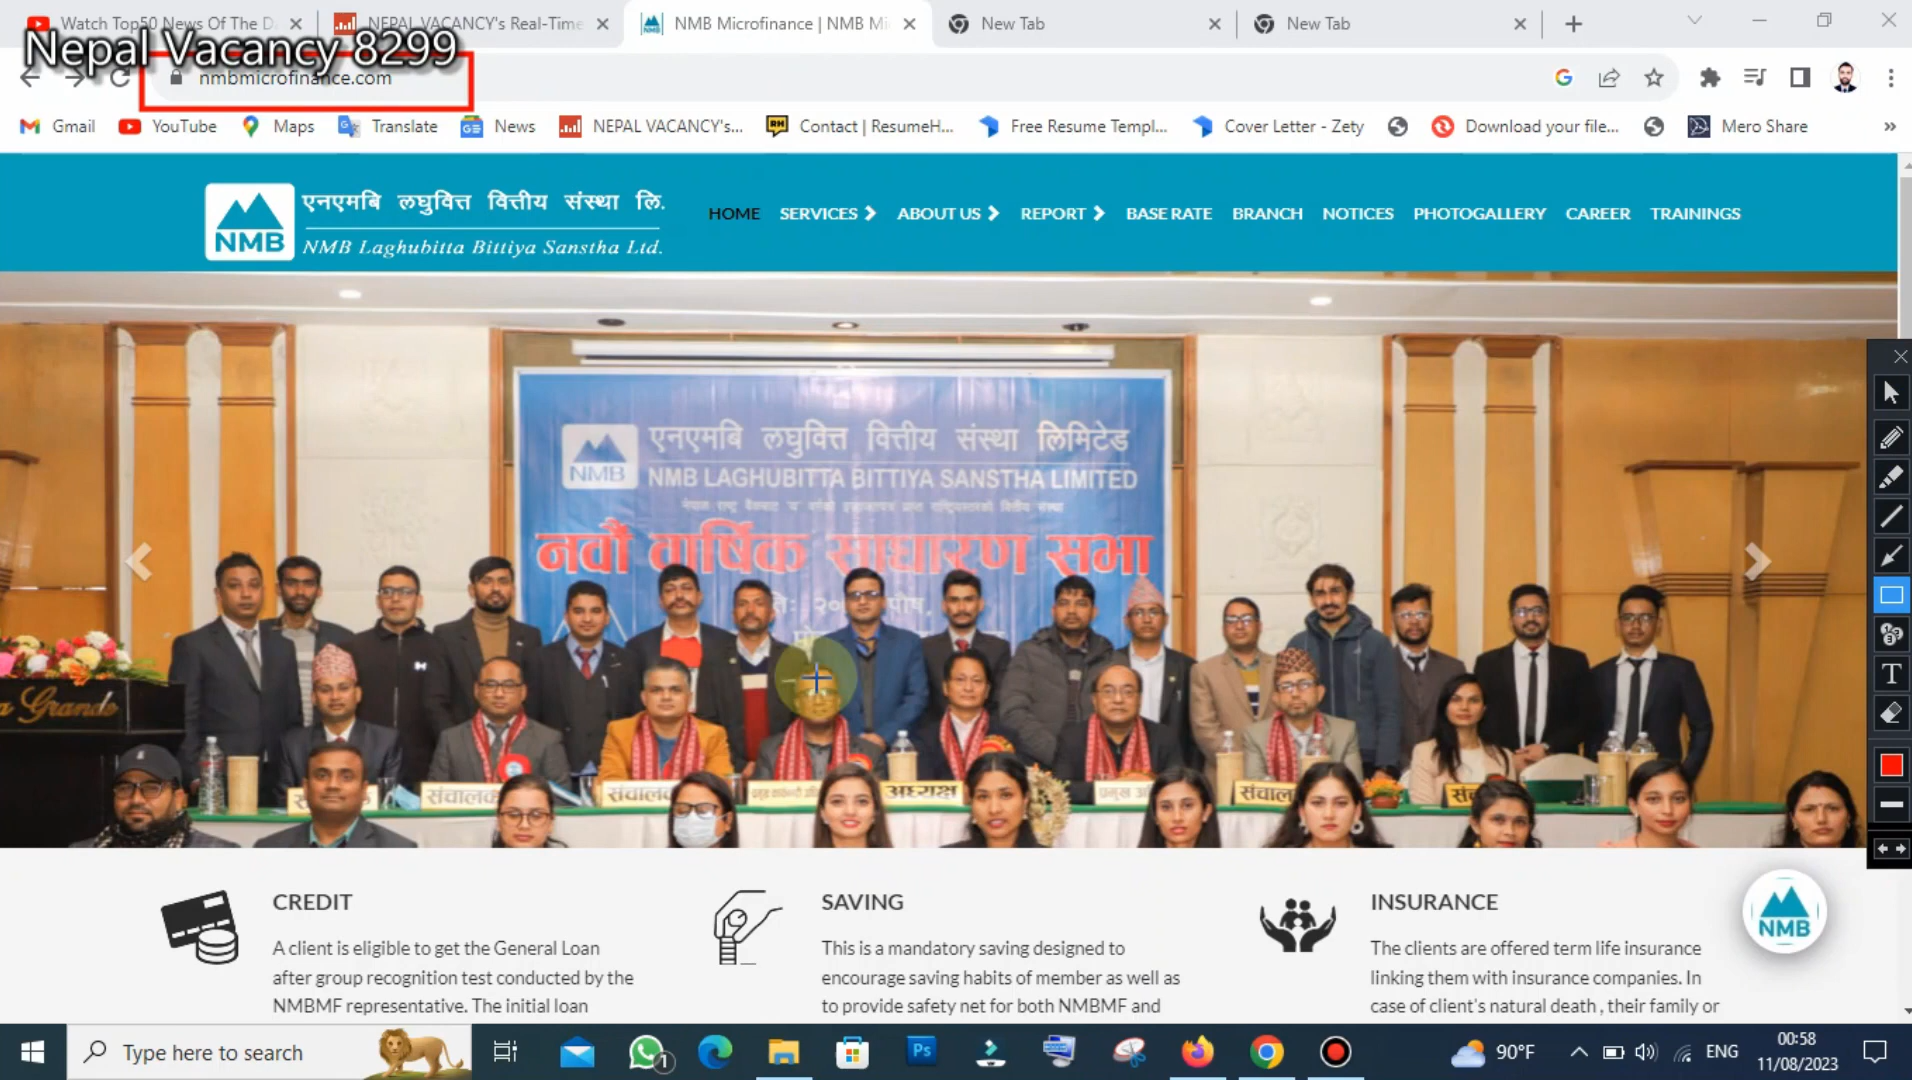 Watch Top50 News Of The D
NEPAL VACANCY's Real-Time
NMB Microfinance | NMB Mi
New Tab
New Tab
Nepal Vacancy 8299
nmbmicrofinance.com
Gmail
YouTube
Maps
Translate
News
NEPAL VACANCY's...
Contact | ResumeH...
Free Resume Templ...
Cover Letter - Zety
Download your file...
Mero Share
»
NMB
एनएमबि लघुवित्त वित्तीय संस्था लि.
NMB Laghubitta Bittiya Sanstha Ltd.
HOME
SERVICES
ABOUT US
REPORT
BASE RATE
BRANCH
NOTICES
PHOTOGALLERY
CAREER
TRAININGS
NMB
एनएमबि लघुवित्त वित्तीय संस्था लिमिटेड
NMB LAGHUBITTA BITTIYA SANSTHA LIMITED
नवौं वार्षिक साधारण सभा
a Grande
संचालक
संचालक
अध्यक्ष
T
CREDIT
A client is eligible to get the General Loan
after group recognition test conducted by the
NMBMF representative. The initial loan
SAVING
This is a mandatory saving designed to
encourage saving habits of member as well as
to provide safety net for both NMBMF and
INSURANCE
The clients are offered term life insurance
linking them with insurance companies. In
case of client's natural death , their family or
NMB
Type here to search
1
Ps
90°F
ENG
00:58
11/08/2023